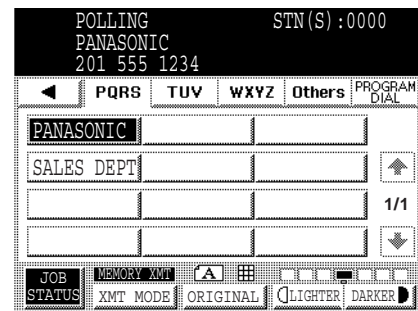 POLLING STN(S):0000
PANASONIC
201 555 1234
PQRS TUV WXYZ Others PROGRAM DIAL
PANASONIC
SALES DEPT
1/1
JOB STATUS MEMORY XMT A
XMT MODE ORIGINAL LIGHTER DARKER